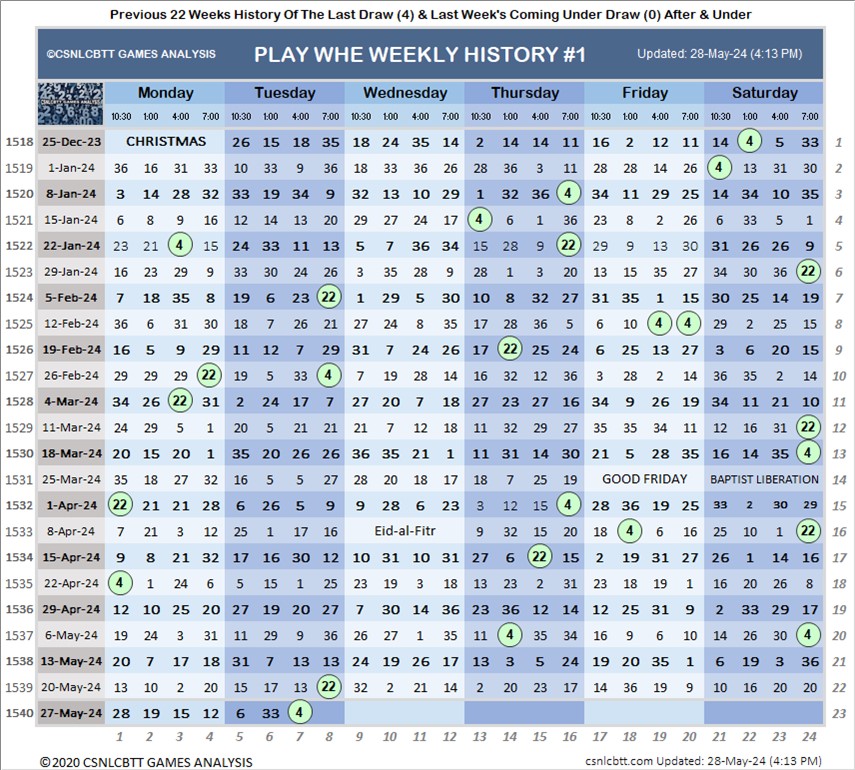 Previous 22 Weeks History Of The Last Draw (4) & Last Week's Coming Under Draw (0) After & Under
©CSNLCBTT GAMES ANALYSIS PLAY WHE WEEKLY HISTORY #1 Updated: 28-May-24 (4:13 PM)
CSNLCBTT GAMES ANALYSIS Monday Tuesday Wednesday Thursday Friday Saturday
10:30 1:00 4:00 7:00 10:30 1:00 4:00 7:00 10:30 1:00 4:00 7:00 10:30 1:00 4:00 7:00 10:30 1:00 4:00 7:00 10:30 1:00 4:00 7:00
1518 25-Dec-23 CHRISTMAS 26 15 18 35 18 24 35 14 2 14 14 11 16 2 12 11 14 4 5 33 1
1519 1-Jan-24 36 16 31 33 10 33 9 36 18 33 36 26 28 36 3 11 28 28 14 26 4 13 31 30 2
1520 8-Jan-24 3 14 28 32 33 19 34 9 32 13 10 29 1 32 36 4 34 11 29 25 14 34 10 35 3
1521 15-Jan-24 6 8 9 16 12 14 13 20 29 27 24 17 4 6 1 36 23 8 2 26 6 33 5 1 4
1522 22-Jan-24 23 21 4 15 24 33 11 13 5 7 36 34 15 28 9 22 29 9 13 30 31 26 26 9 5
1523 29-Jan-24 16 23 29 9 33 30 24 26 3 35 28 9 28 1 3 20 13 15 35 27 34 30 36 22 6
1524 5-Feb-24 7 18 35 8 19 6 23 22 1 29 5 30 10 8 32 27 31 35 1 15 30 25 14 19 7
1525 12-Feb-24 36 6 31 30 18 7 26 21 27 24 8 35 17 28 36 5 6 10 4 4 29 2 25 15 8
1526 19-Feb-24 16 5 9 29 11 12 7 29 31 7 24 26 17 22 25 24 6 25 13 27 3 6 20 15 9
1527 26-Feb-24 29 29 29 22 19 5 33 4 7 19 28 14 16 32 12 36 3 28 2 14 36 35 2 14 10
1528 4-Mar-24 34 26 22 31 2 24 17 7 27 20 7 18 11 23 27 16 34 9 26 19 34 11 21 10 11
1529 11-Mar-24 24 29 5 1 20 5 21 21 21 7 12 18 11 32 29 27 35 35 34 11 12 16 31 22 12
1530 18-Mar-24 20 15 20 1 35 20 26 26 36 35 21 1 11 31 14 30 21 5 28 35 16 14 35 4 13
1531 25-Mar-24 35 18 27 32 16 5 5 27 28 20 18 17 18 7 25 19 GOOD FRIDAY BAPTIST LIBERATION 14
1532 1-Apr-24 22 21 21 28 6 26 5 9 9 28 6 23 3 12 15 4 28 36 19 25 33 2 30 29 15
1533 8-Apr-24 7 21 3 12 25 1 17 16 Eid-al-Fitr 9 32 15 20 18 4 6 16 25 10 1 22 16
1534 15-Apr-24 9 8 21 32 17 16 30 12 10 31 10 31 27 6 22 15 2 19 31 27 26 1 14 16 17
1535 22-Apr-24 4 1 24 6 5 15 1 25 23 19 3 18 13 23 2 31 23 18 19 1 16 20 26 8 18
1536 29-Apr-24 12 10 25 20 27 19 20 27 7 30 14 36 23 36 12 14 12 25 31 9 2 33 29 17 19
1537 6-May-24 19 24 3 31 11 29 9 36 26 27 1 35 11 4 35 34 16 9 6 10 14 26 30 4 20
1538 13-May-24 20 7 17 18 31 7 13 13 24 19 26 17 13 3 5 24 19 20 35 1 6 19 3 36 21
1539 20-May-24 13 10 2 20 15 17 13 22 32 2 21 14 2 20 23 17 14 36 19 9 10 16 20 20 22
1540 27-May-24 28 19 15 12 6 33 4 23
1 2 3 4 5 6 7 8 9 10 11 12 13 14 15 16 17 18 19 20 21 22 23 24
©2020 CSNLCBTT GAMES ANALYSIS csnlcbtt.com Updated: 28-May-24 (4:13 PM)